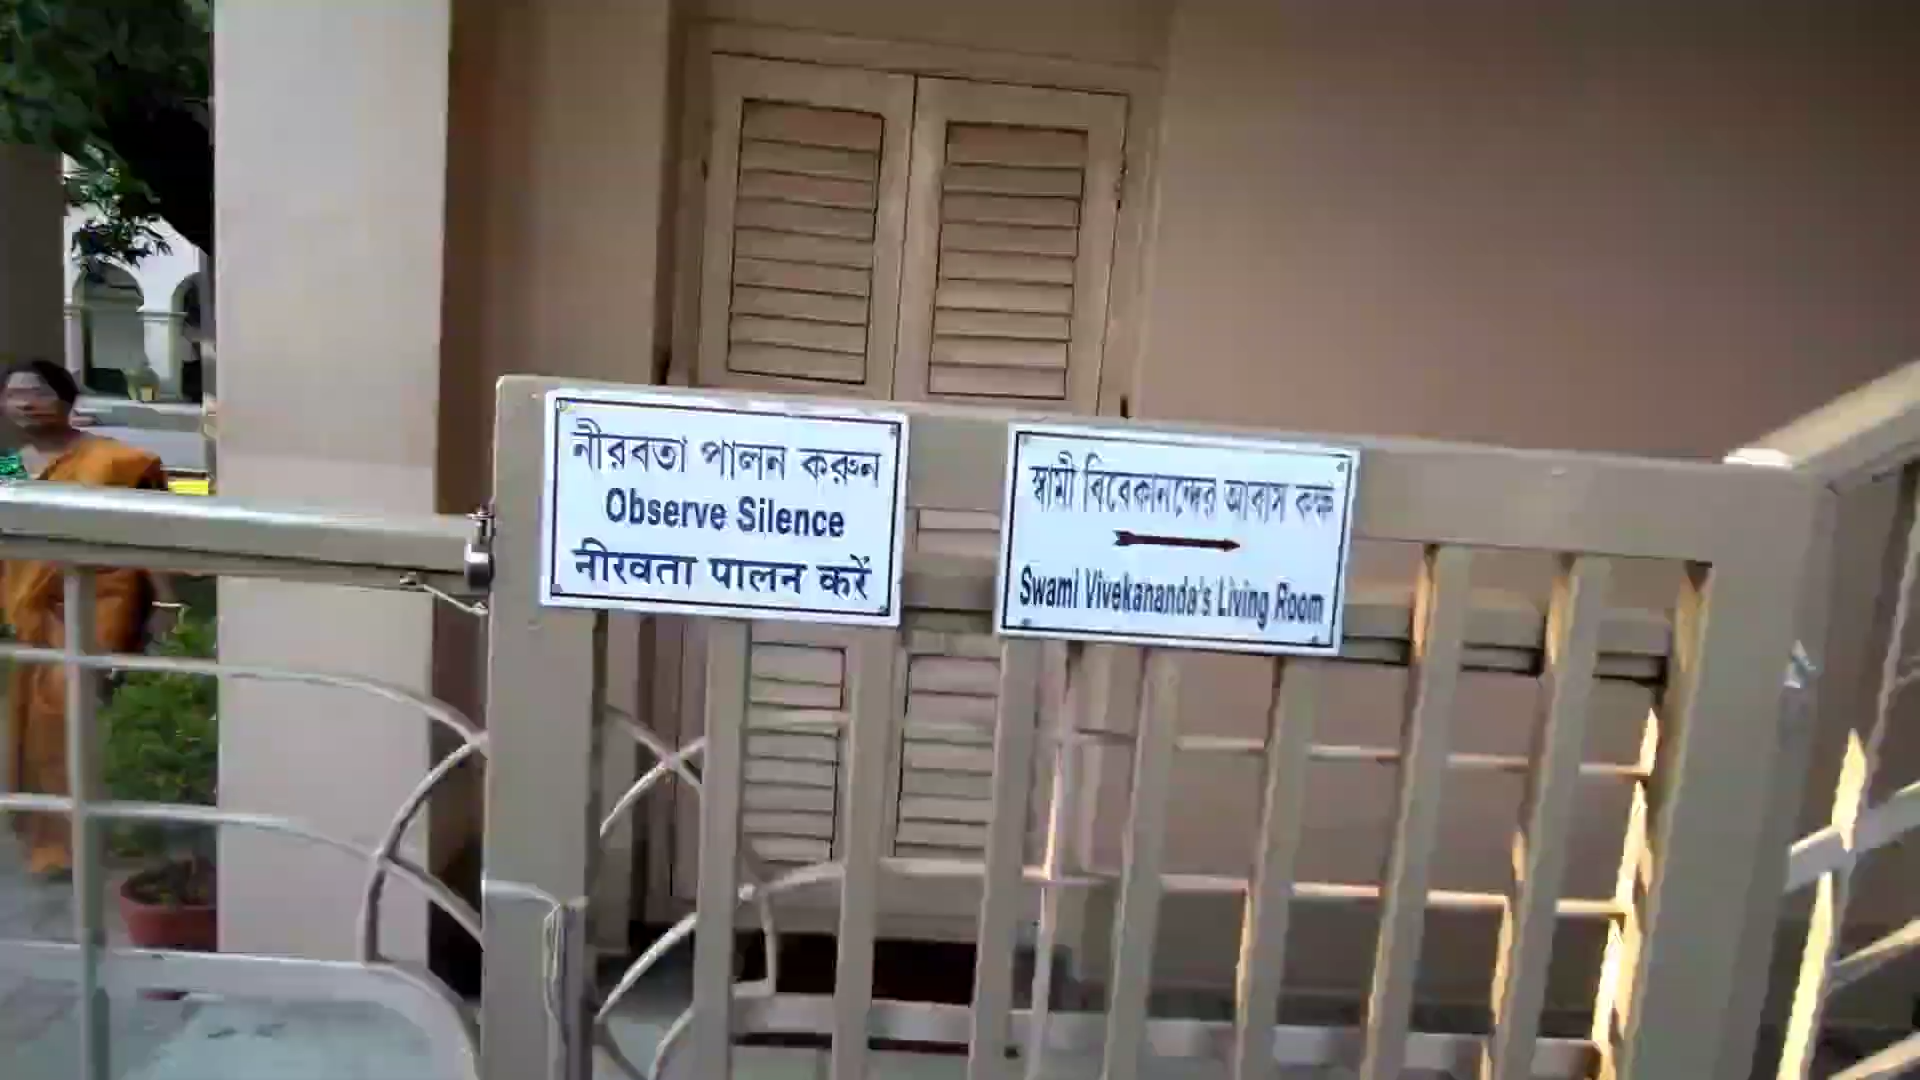 নীরবতা পালন করুন
Observe Silence
नीरवता पालन करें
স্বামী বিবেকানন্দের আবাস কক্ষ
Swami Vivekananda's Living Room